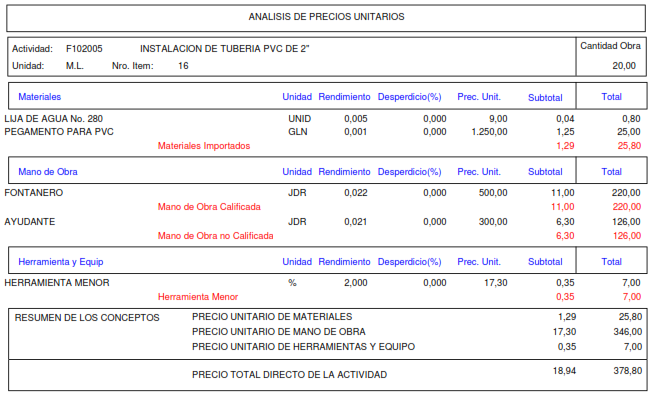 ANALISIS DE PRECIOS UNITARIOS
Actividad: F102005 INSTALACION DE TUBERIA PVC DE 2" Cantidad Obra
Unidad: M.L. Nro. Item: 16 20,00
Materiales Unidad Rendimiento Desperdicio(%) Prec. Unit. Subtotal Total
LIJA DE AGUA No. 280 UNID 0,005 0,000 9,00 0,04 0,80
PEGAMENTO PARA PVC GLN 0,001 0,000 1.250,00 1,25 25,00
Materiales Importados 1,29 25,80
Mano de Obra Unidad Rendimiento Desperdicio(%) Prec. Unit. Subtotal Total
FONTANERO JDR 0,022 0,000 500,00 11,00 220,00
Mano de Obra Calificada 11,00 220,00
AYUDANTE JDR 0,021 0,000 300,00 6,30 126,00
Mano de Obra no Calificada 6,30 126,00
Herramienta y Equip Unidad Rendimiento Desperdicio(%) Prec. Unit. Subtotal Total
HERRAMIENTA MENOR % 2,000 0,000 17,30 0,35 7,00
Herramienta Menor 0,35 7,00
RESUMEN DE LOS CONCEPTOS PRECIO UNITARIO DE MATERIALES 1,29 25,80
PRECIO UNITARIO DE MANO DE OBRA 17,30 346,00
PRECIO UNITARIO DE HERRAMIENTAS Y EQUIPO 0,35 7,00
PRECIO TOTAL DIRECTO DE LA ACTIVIDAD 18,94 378,80